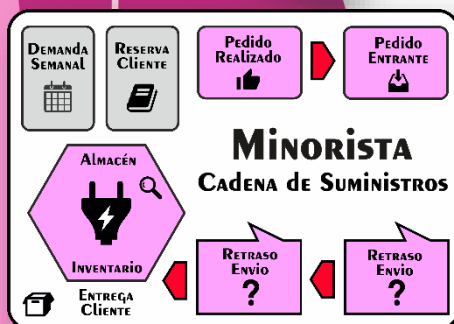 Demanda
Semanal
Reserva
Cliente
Pedido
Realizado
Pedido
Entrante
Minorista
Cadena de Suministros
Almacén
Inventario
Entrega
Cliente
Retraso
Envio
?
Retraso
Envio
?